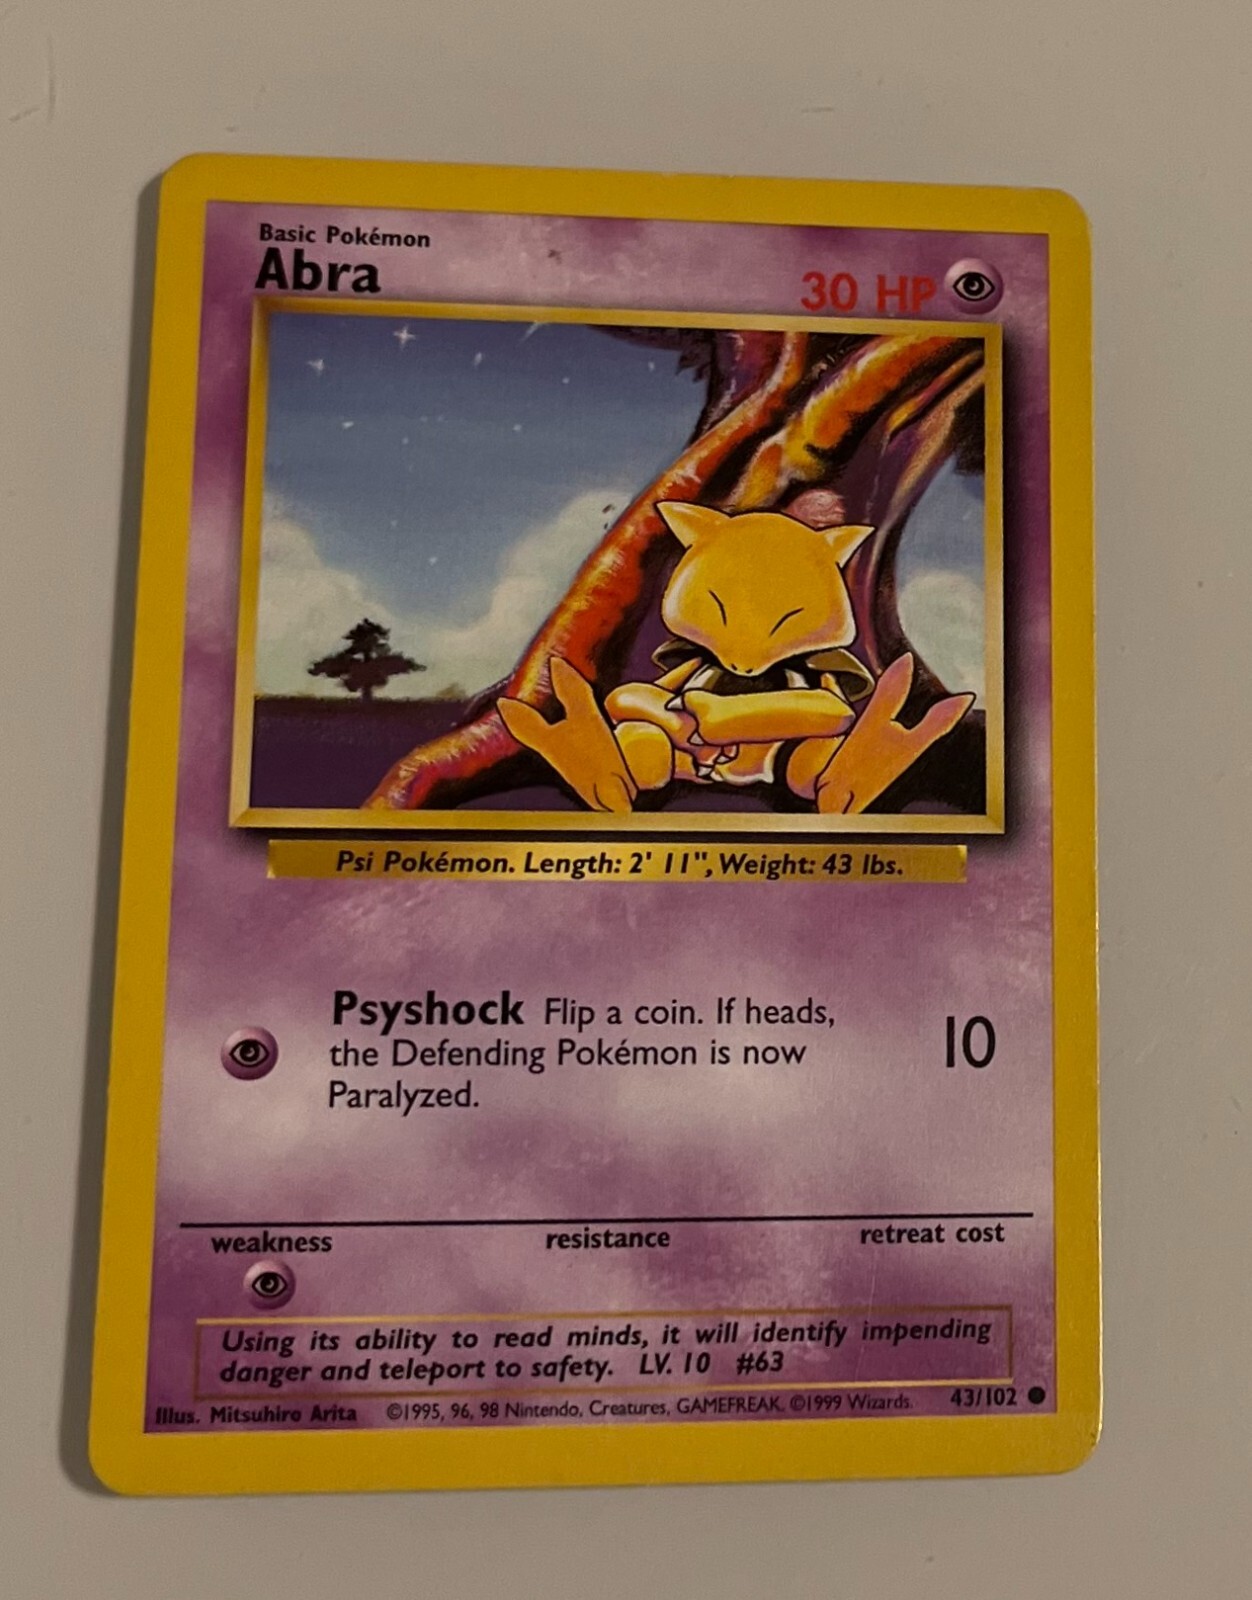 Basic Pokémon
Abra
30 HP
Psi Pokémon. Length: 2' 11", Weight: 43 lbs.
Psyshock Flip a coin. If heads,
the Defending Pokémon is now
Paralyzed.
10
weakness resistance retreat cost
Using its ability to read minds, it will identify impending
danger and teleport to safety. LV. 10 #63
Illus. Mitsuhiro Arita ©1995, 96, 98 Nintendo, Creatures, GAMEFREAK. ©1999 Wizards. 43/102